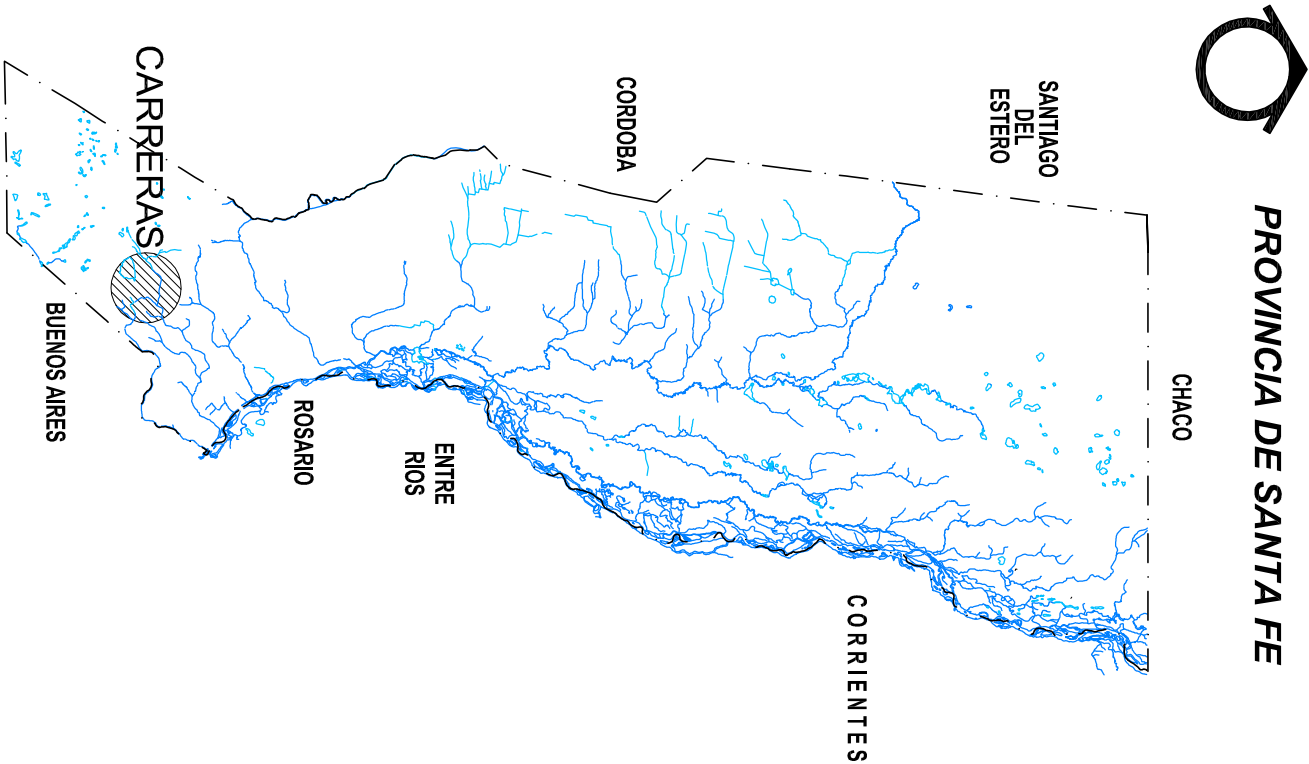 PROVINCIA DE SANTA FE
CHACO
SANTIAGO
DEL
ESTERO
CORRIENTES
CORDOBA
ENTRE
RIOS
ROSARIO
CARRERAS
BUENOS AIRES